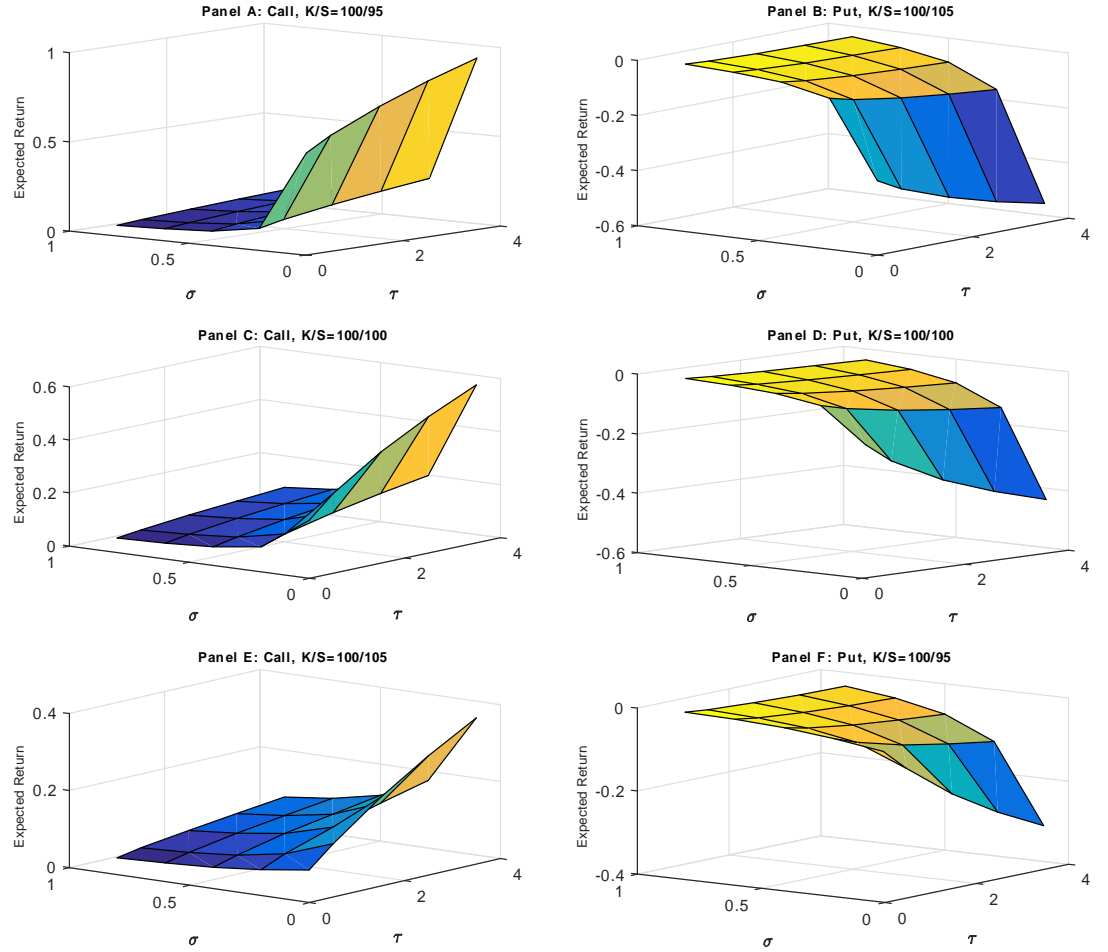 Panel A: Call, K/S=100/95
Expected Return
1
0.5
0
1
0.5
0
0
2
4
σ
τ
Panel B: Put, K/S=100/105
Expected Return
0
-0.2
-0.4
-0.6
1
0.5
0
0
2
4
σ
τ
Panel C: Call, K/S=100/100
Expected Return
0.6
0.4
0.2
0
1
0.5
0
0
2
4
σ
τ
Panel D: Put, K/S=100/100
Expected Return
0
-0.2
-0.4
-0.6
1
0.5
0
0
2
4
σ
τ
Panel E: Call, K/S=100/105
Expected Return
0.4
0.2
0
1
0.5
0
0
2
4
σ
τ
Panel F: Put, K/S=100/95
Expected Return
0
-0.2
-0.4
1
0.5
0
0
2
4
σ
τ